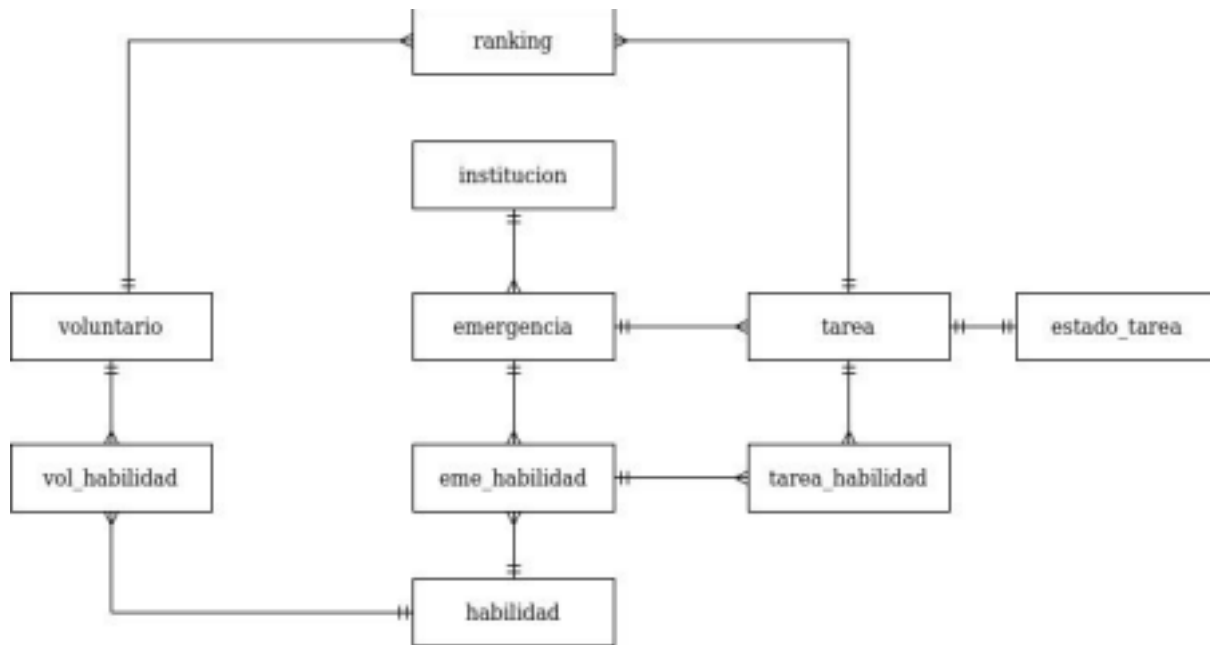 ranking
institucion
voluntario
emergencia
tarea
estado_tarea
vol_habilidad
eme_habilidad
tarea_habilidad
habilidad